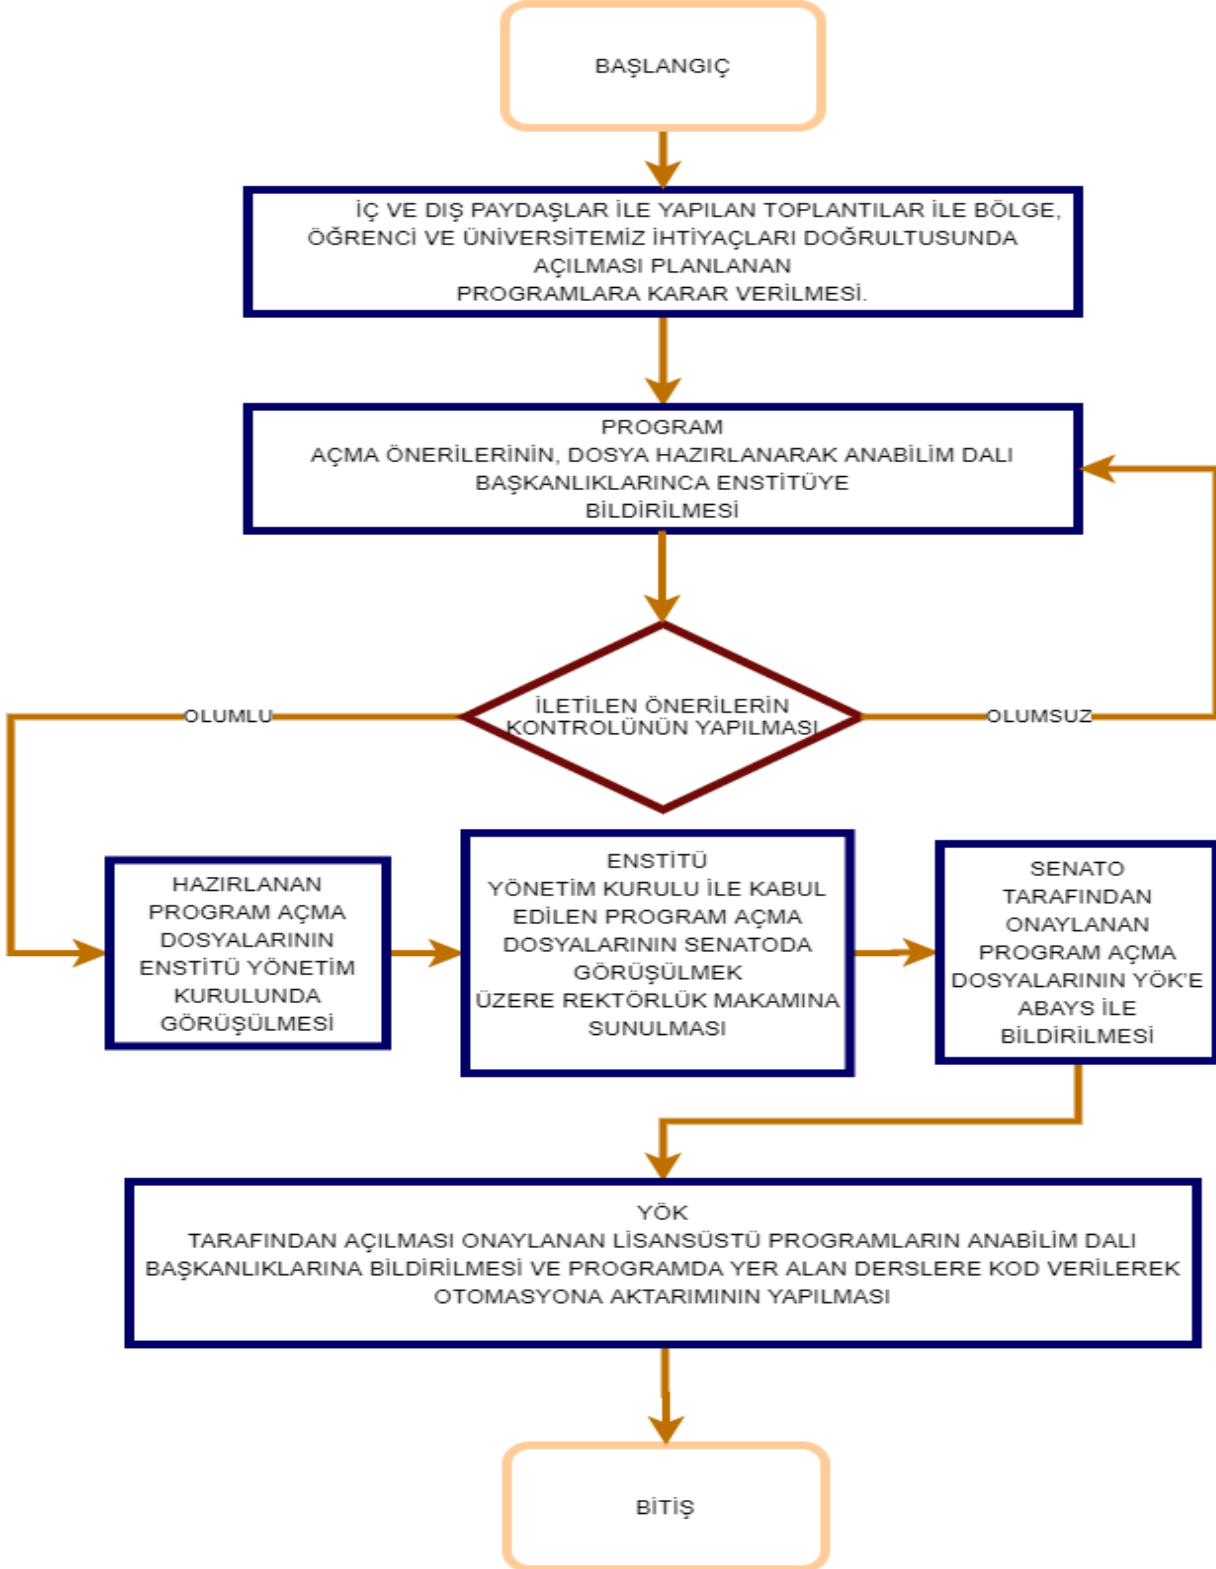 BAŞLANGIÇ
İÇ VE DIŞ PAYDAŞLAR İLE YAPILAN TOPLANTILAR İLE BÖLGE,
ÖĞRENCİ VE ÜNİVERSİTEMİZ İHTİYAÇLARI DOĞRULTUSUNDA
AÇILMASI PLANLANAN
PROGRAMLARA KARAR VERİLMESİ.
PROGRAM
AÇMA ÖNERİLERİNİN, DOSYA HAZIRLANARAK ANABİLİM DALI
BAŞKANLIKLARINCA ENSTİTÜYE
BİLDİRİLMESİ
İLETİLEN ÖNERİLERİN
KONTROLÜNÜN YAPILMASI
OLUMLU
OLUMSUZ
HAZIRLANAN
PROGRAM AÇMA
DOSYALARININ
ENSTİTÜ YÖNETİM
KURULUNDA
GÖRÜŞÜLMESİ
ENSTİTÜ
YÖNETİM KURULU İLE KABUL
EDİLEN PROGRAM AÇMA
DOSYALARININ SENATODA
GÖRÜŞÜLMEK
ÜZERE REKTÖRLÜK MAKAMINA
SUNULMASI
SENATO
TARAFINDAN
ONAYLANAN
PROGRAM AÇMA
DOSYALARININ YÖK'E
ABAYS İLE
BİLDİRİLMESİ
YÖK
TARAFINDAN AÇILMASI ONAYLANAN LİSANSÜSTÜ PROGRAMLARIN ANABİLİM DALI
BAŞKANLIKLARINA BİLDİRİLMESİ VE PROGRAMDA YER ALAN DERSLERE KOD VERİLEREK
OTOMASYONA AKTARIMININ YAPILMASI
BİTİŞ